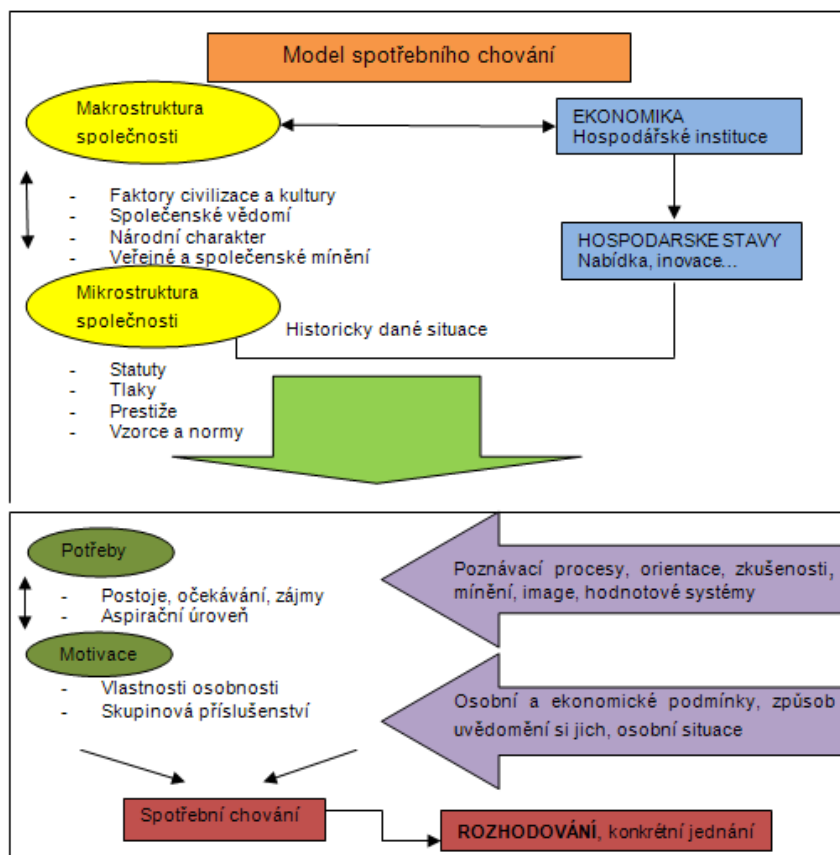 Model spotřebního chování
Makrostruktura
společnosti
EKONOMIKA
Hospodářské instituce
- Faktory civilizace a kultury
- Společenské vědomí
- Národní charakter
- Veřejné a společenské mínění
HOSPODARSKE STAVY
Nabídka, inovace...
Mikrostruktura
společnosti
Historicky dané situace
- Statuty
- Tlaky
- Prestiže
- Vzorce a normy
Potřeby
- Postoje, očekávání, zájmy
- Aspirační úroveň
Poznávací procesy, orientace, zkušenosti,
mínění, image, hodnotové systémy
Motivace
- Vlastnosti osobnosti
- Skupinová příslušenství
Osobní a ekonomické podmínky, způsob
uvědomění si jich, osobní situace
Spotřební chování
ROZHODOVÁNÍ, konkrétní jednání